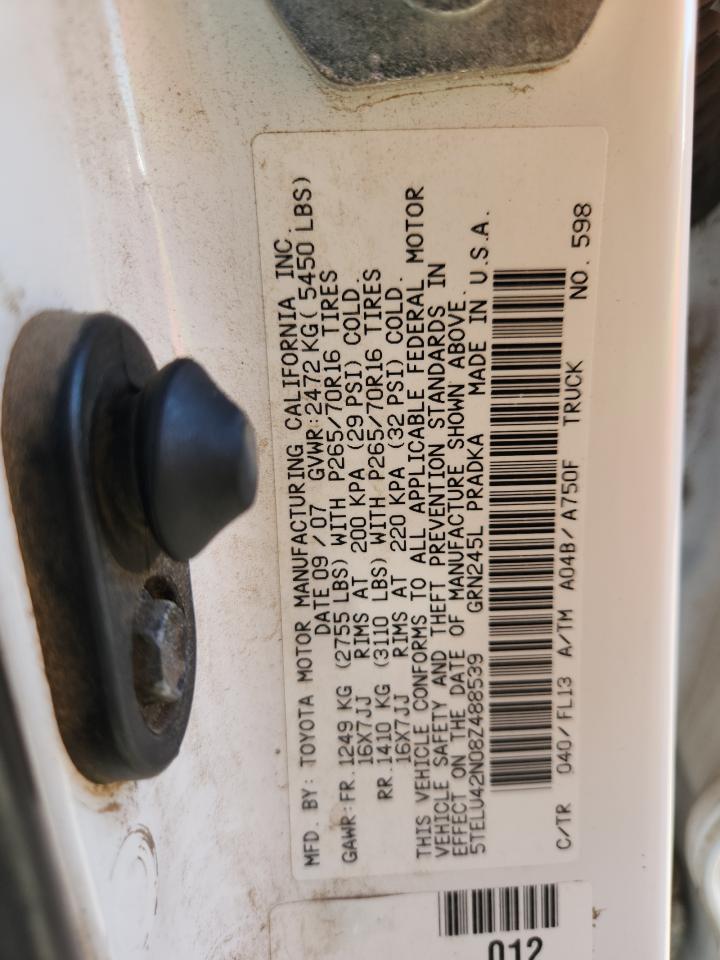 MFD. BY: TOYOTA MOTOR MANUFACTURING CALIFORNIA INC.
DATE 09 / 07 GVWR:2472 KG( 5450 LBS)
GAWR:FR.1249 KG (2755 LBS) WITH P265/70R16 TIRES
16X7JJ RIMS AT 200 KPA (29 PSI) COLD.
RR.1410 KG (3110 LBS) WITH P265/70R16 TIRES
16X7JJ RIMS AT 220 KPA (32 PSI) COLD.
THIS VEHICLE CONFORMS TO ALL APPLICABLE FEDERAL MOTOR
VEHICLE SAFETY AND THEFT PREVENTION STANDARDS IN
EFFECT ON THE DATE OF MANUFACTURE SHOWN ABOVE.
5TELU42N08Z488539 GRN245L PRADKA MADE IN U.S.A.
C/TR 040/FL13 A/TM A04B/A750F TRUCK NO. 598
012